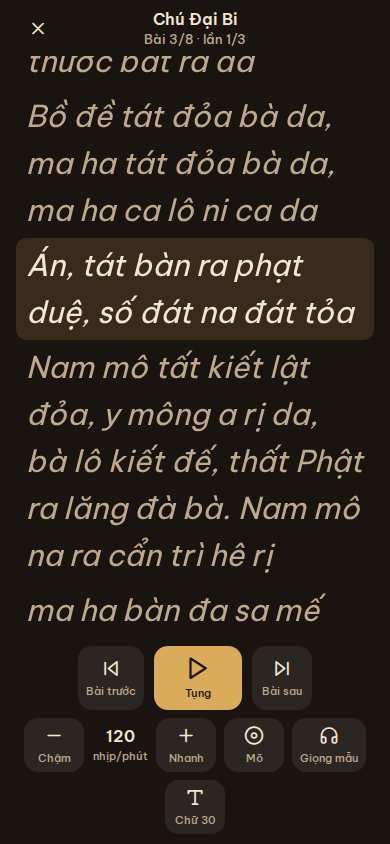 Chú Đại Bi
Bài 3/8 · lần 1/3
thước bát ra da
Bồ đề tát đỏa bà da,
ma ha tát đỏa bà da,
ma ha ca lô ni ca da
Án, tát bàn ra phạt
duệ, số đát na đát tỏa
Nam mô tất kiết lật
đỏa, y mông a rị da,
bà lô kiết đế, thất Phật
ra lăng đà bà. Nam mô
na ra cẩn trì hê rị
ma ha bàn đa sa mế
Bài trước
Tụng
Bài sau
Chậm
120
nhịp/phút
Nhanh
Mõ
Giọng mẫu
Chữ 30